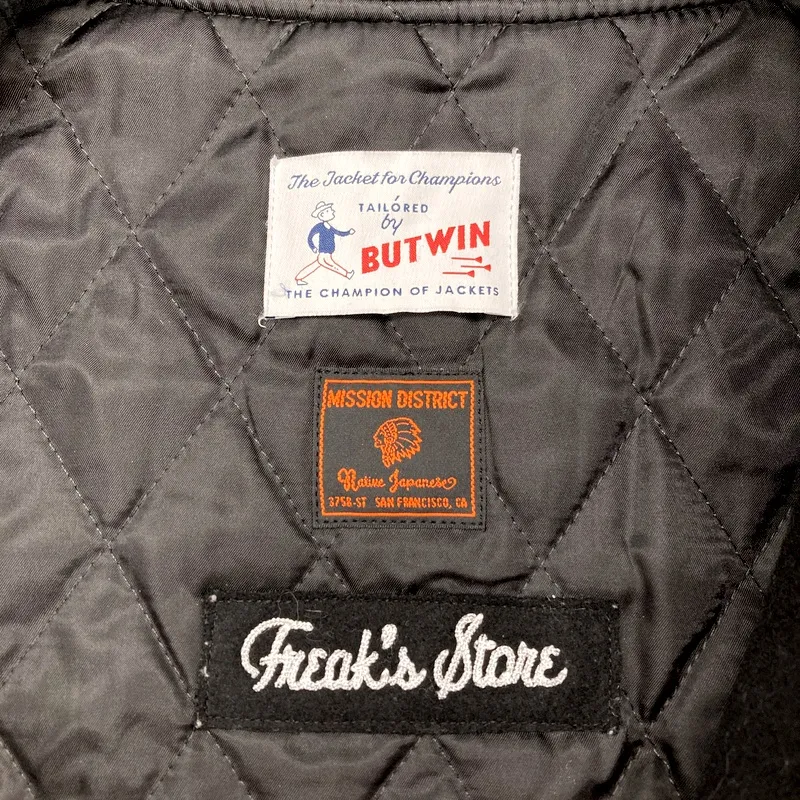 The Jacket for Champions
TAILORED
by
BUTWIN
THE CHAMPION OF JACKETS
MISSION DISTRICT
Native Japanese
375B-ST SAN FRANCISCO, CA
Freak's Store